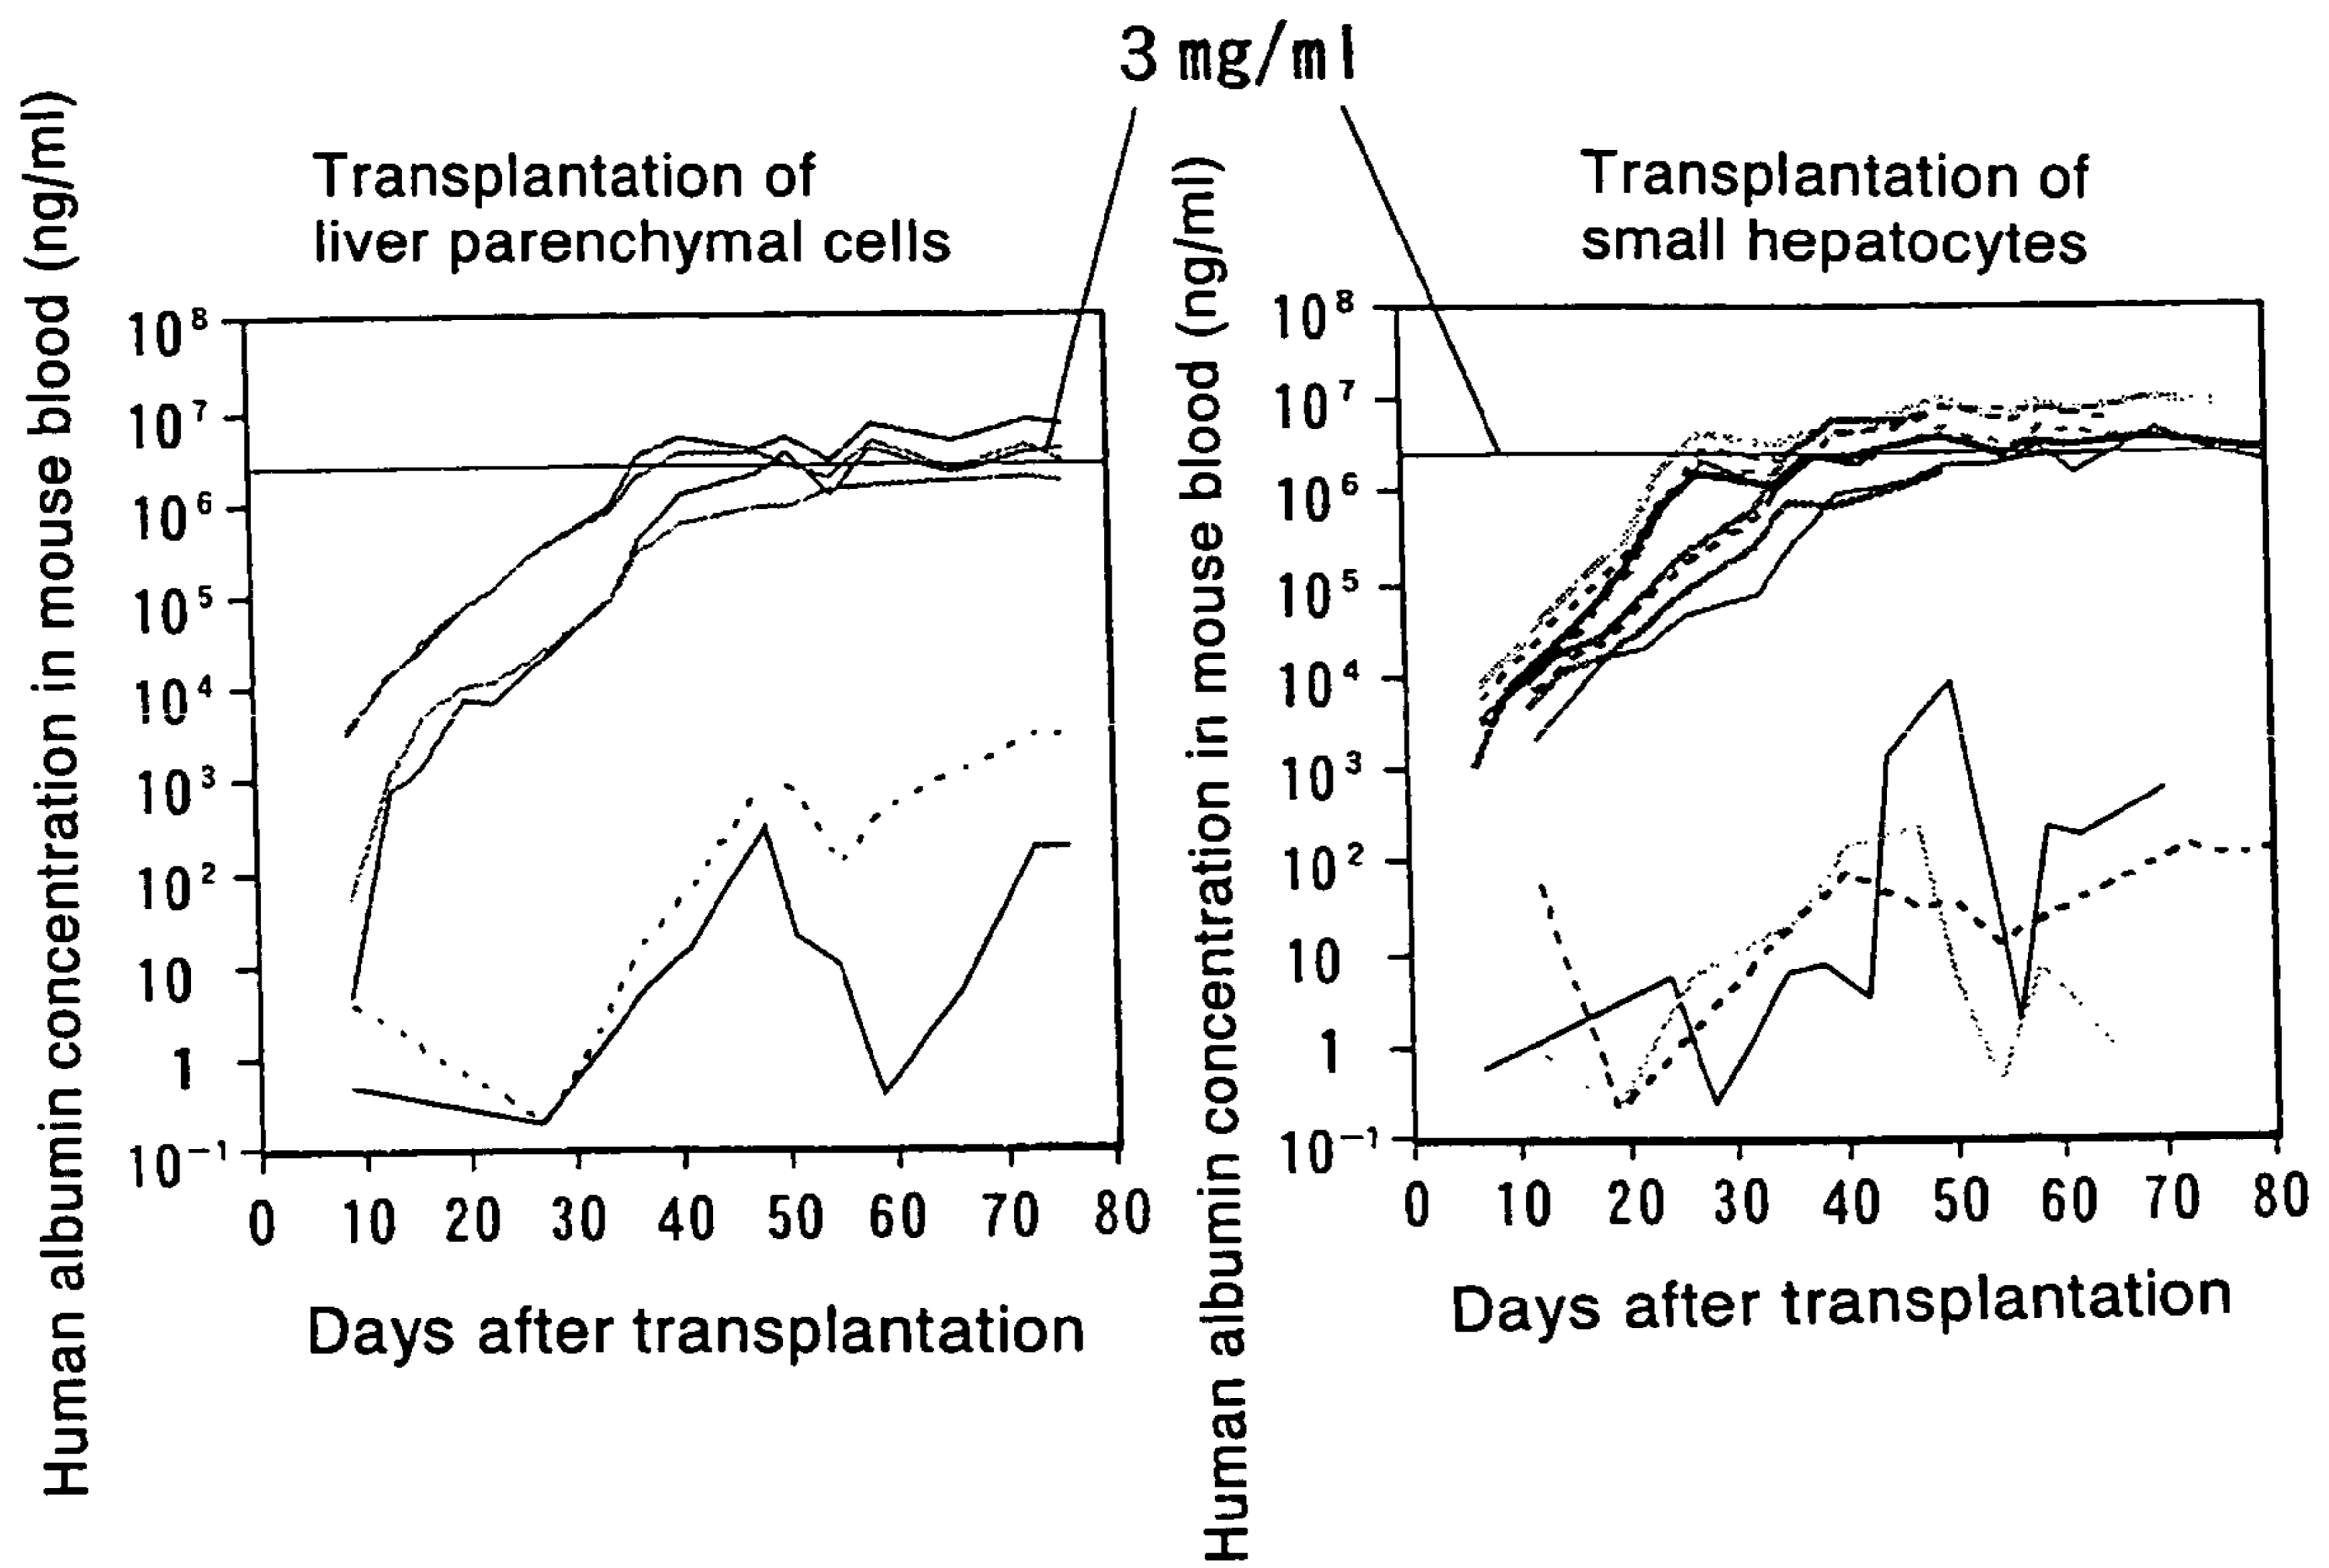 3 mg/ml
Transplantation of
liver parenchymal cells
Human albumin concentration in mouse blood (ng/ml)
10⁸
10⁷
10⁶
10⁵
10⁴
10³
10²
10
1
10⁻¹
0 10 20 30 40 50 60 70 80
Days after transplantation
Transplantation of
small hepatocytes
Human albumin concentration in mouse blood (ng/ml)
10⁸
10⁷
10⁶
10⁵
10⁴
10³
10²
10
1
10⁻¹
0 10 20 30 40 50 60 70 80
Days after transplantation